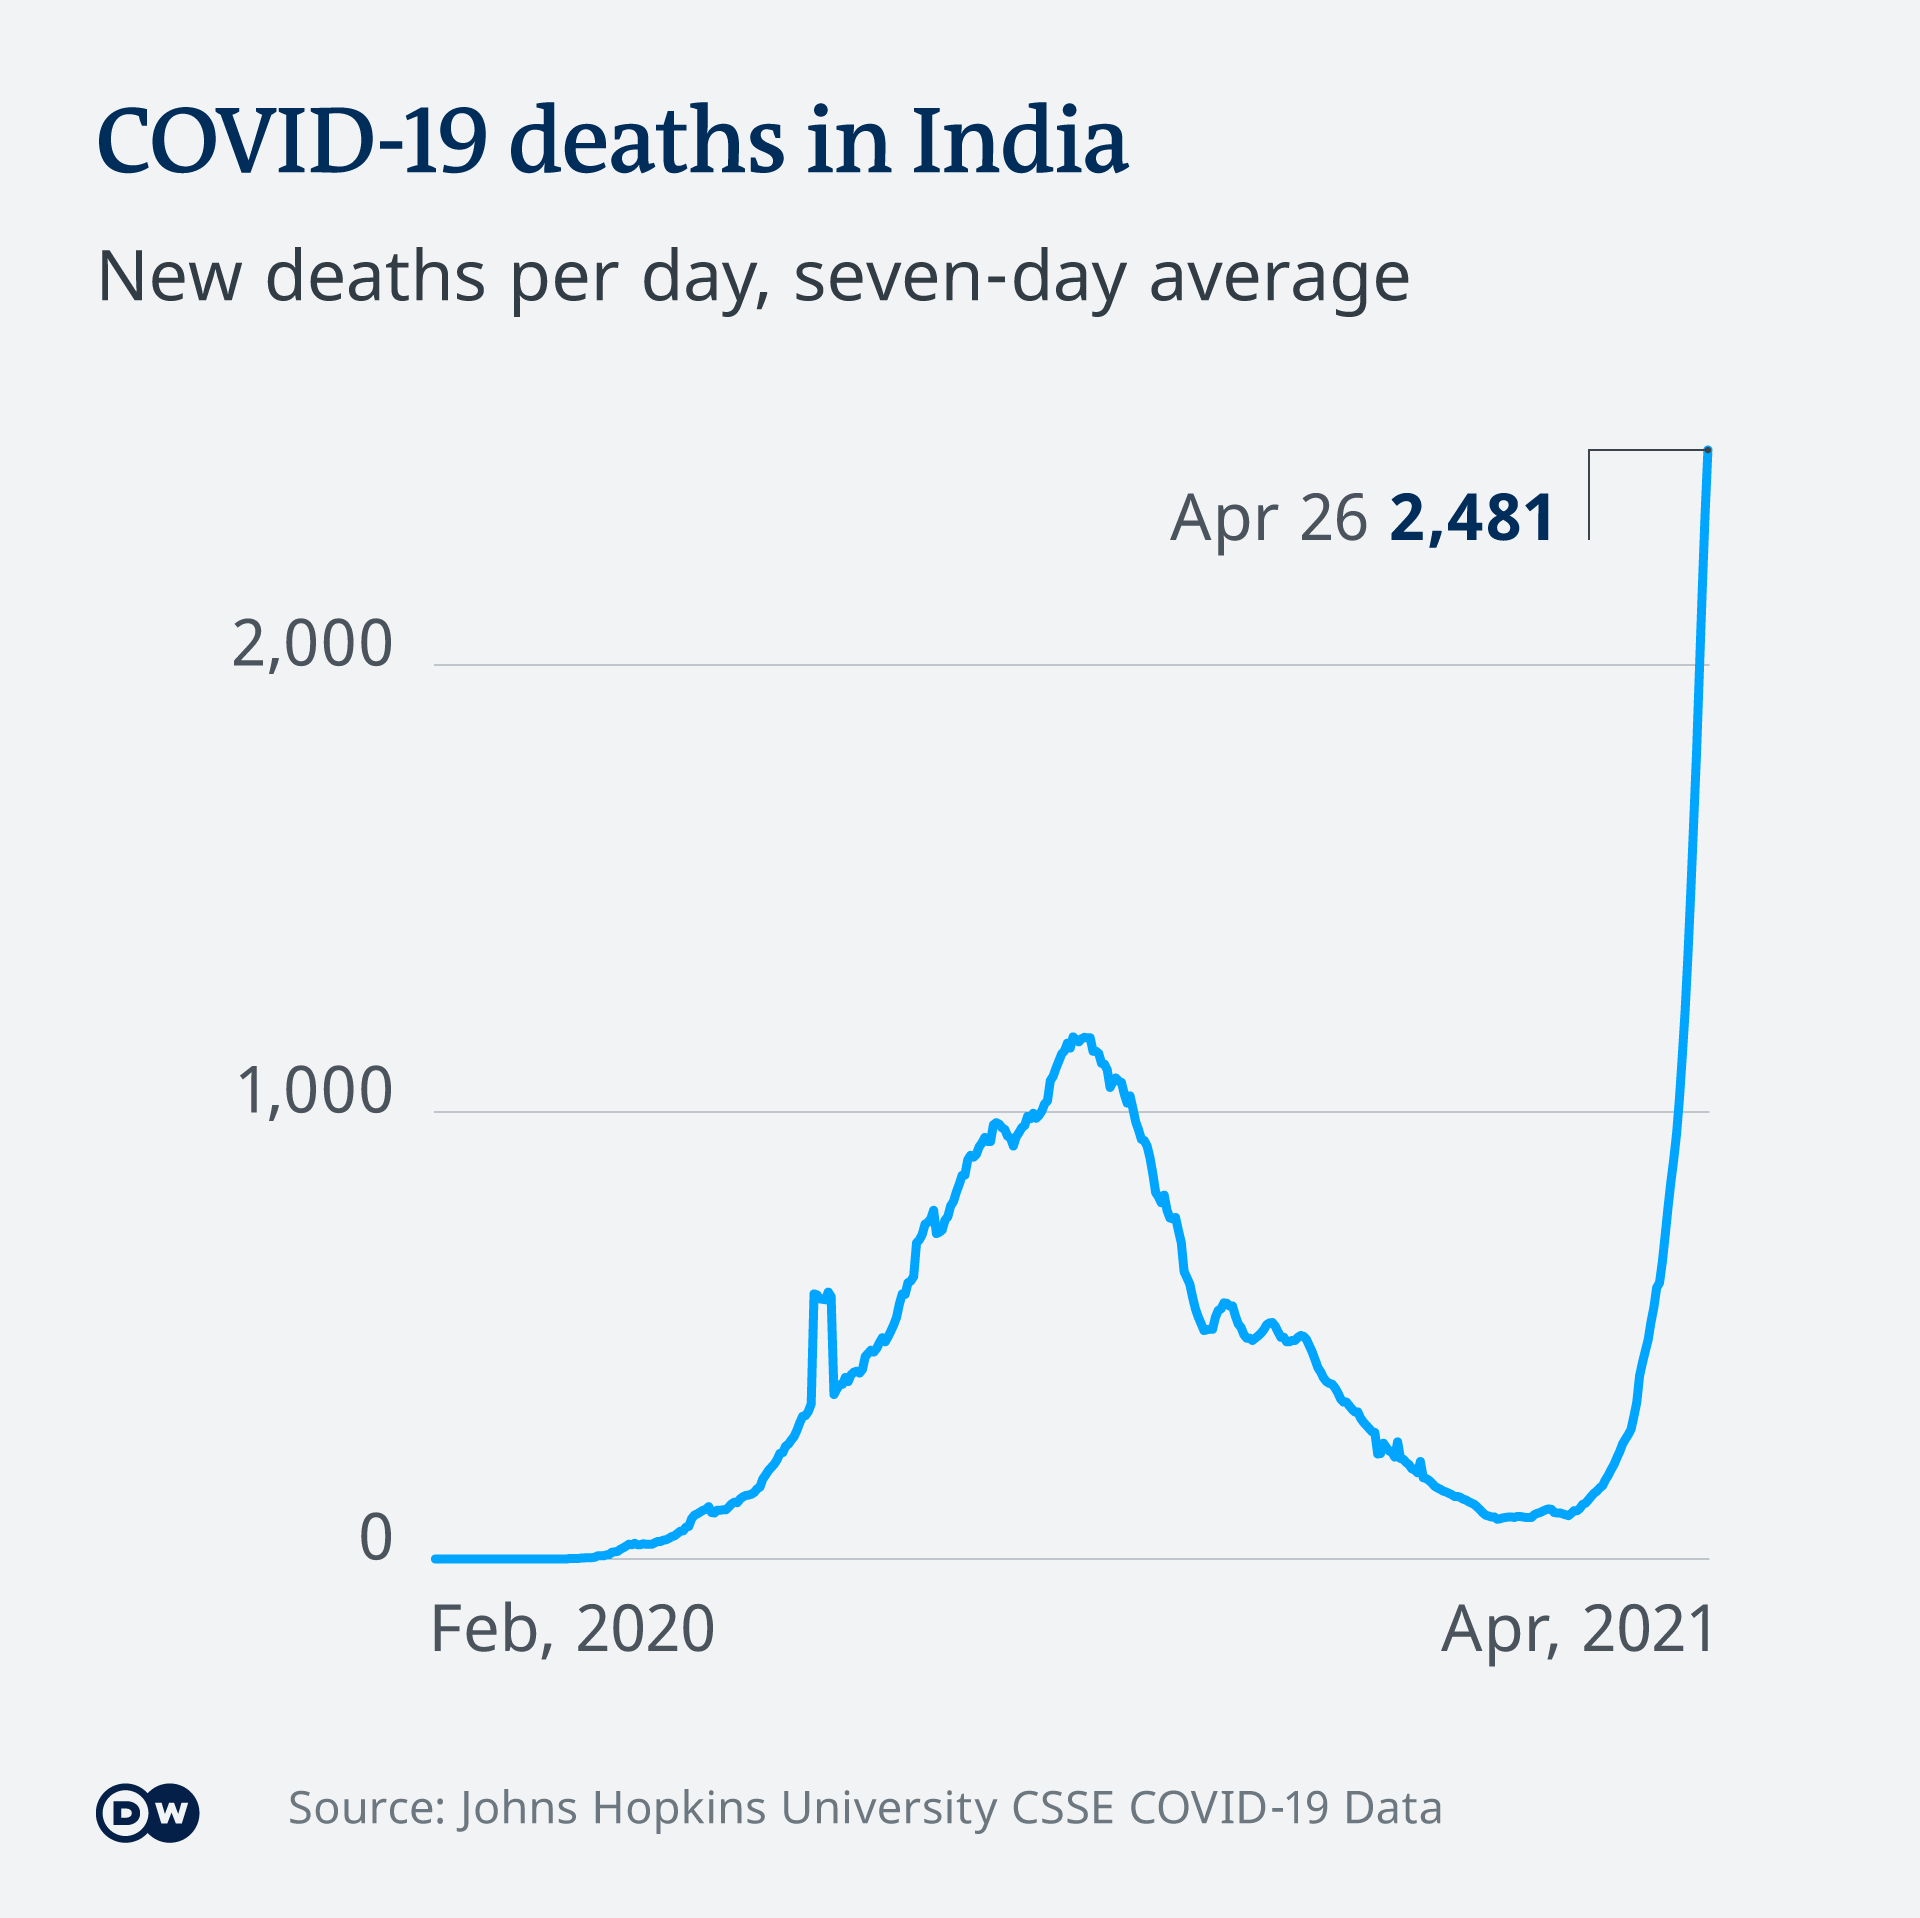 COVID-19 deaths in India
New deaths per day, seven-day average
Apr 26 2,481
2,000
1,000
0
Feb, 2020
Apr, 2021
DW
Source: Johns Hopkins University CSSE COVID-19 Data